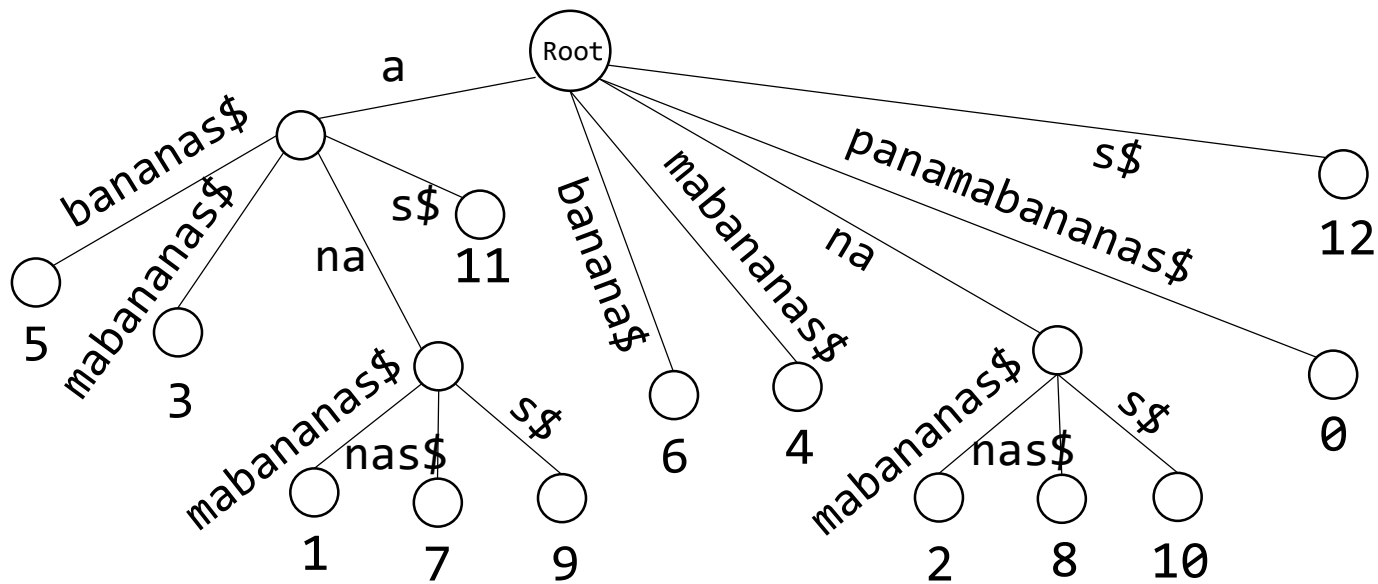 Root
a
bananas$
mabananas$
na
s$
11
5
3
mabananas$
nas$
s$
1
7
9
banana$
6
mabananas$
4
na
mabananas$
nas$
s$
2
8
10
panamabananas$
0
s$
12